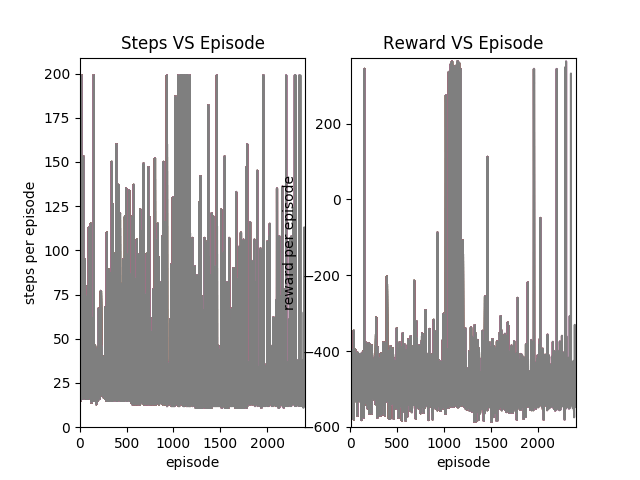 Steps VS Episode
200
175
150
125
100
75
50
25
0
steps per episode
0 500 1000 1500 2000
episode
Reward VS Episode
200
0
−200
−400
−600
reward per episode
0 500 1000 1500 2000
episode